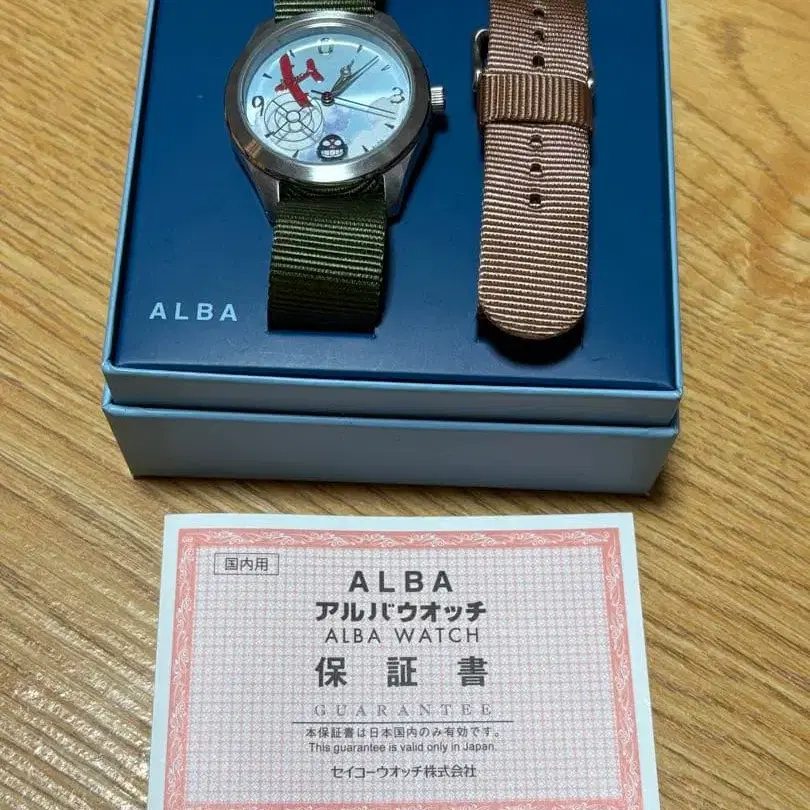 9
3
ALBA
国内用
ALBA
アルバウオッチ
ALBA WATCH
保証書
GUARANTEE
本保証書は日本国内のみ有効です。
This guarantee is valid only in Japan.
セイコーウオッチ株式会社